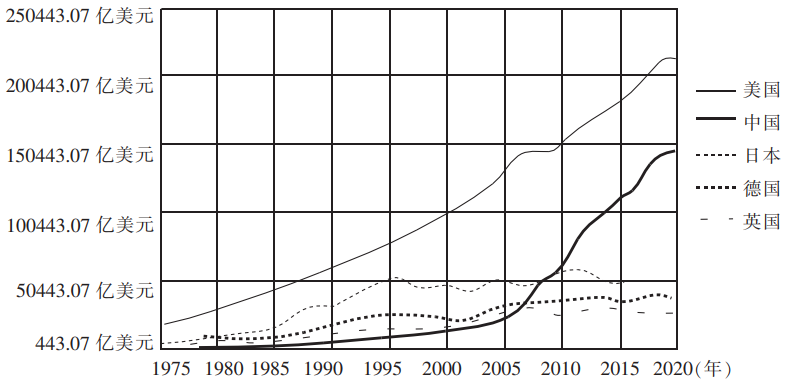 250443.07 亿美元
200443.07 亿美元
150443.07 亿美元
100443.07 亿美元
50443.07 亿美元
443.07 亿美元
1975 1980 1985 1990 1995 2000 2005 2010 2015 2020(年)
美国
中国
日本
德国
英国